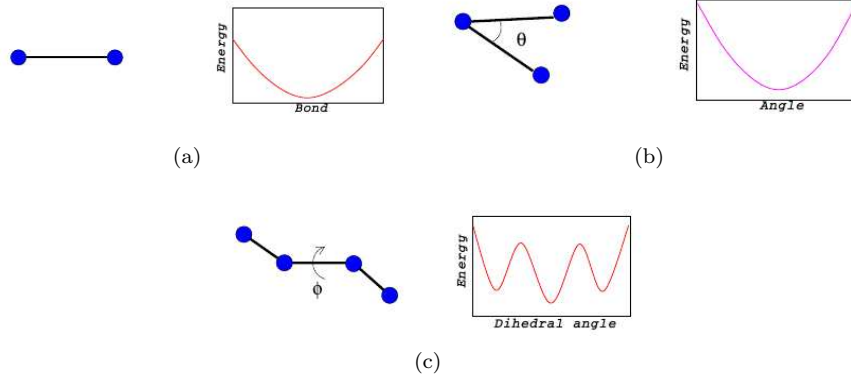 Energy
Bond
(a)
θ
Energy
Angle
(b)
ϕ
Energy
Dihedral angle
(c)